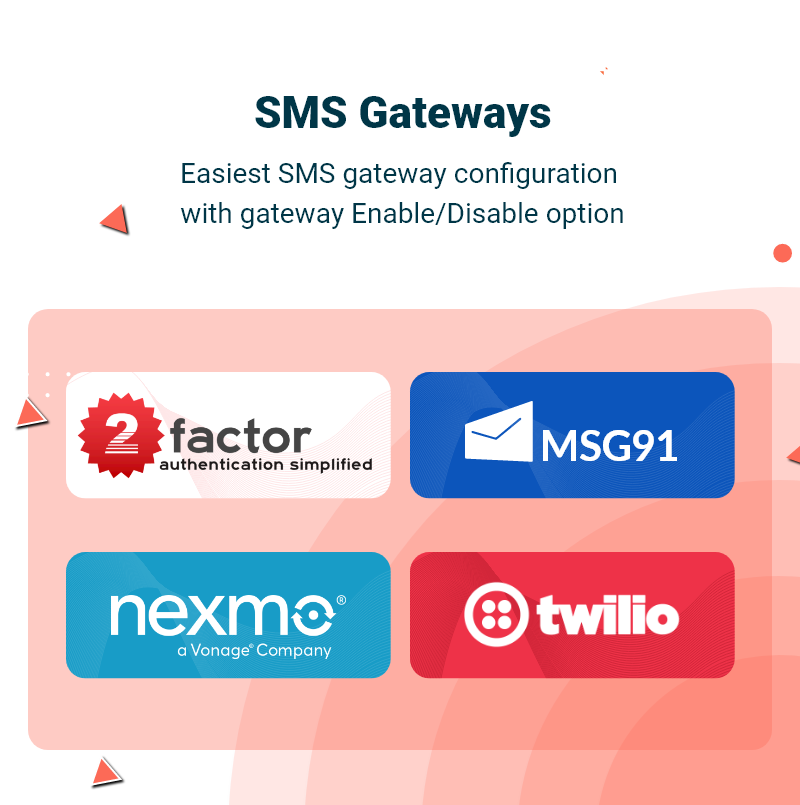 SMS Gateways
Easiest SMS gateway configuration
with gateway Enable/Disable option
2 factor
authentication simplified
MSG91
nexmo®
a Vonage® Company
twilio